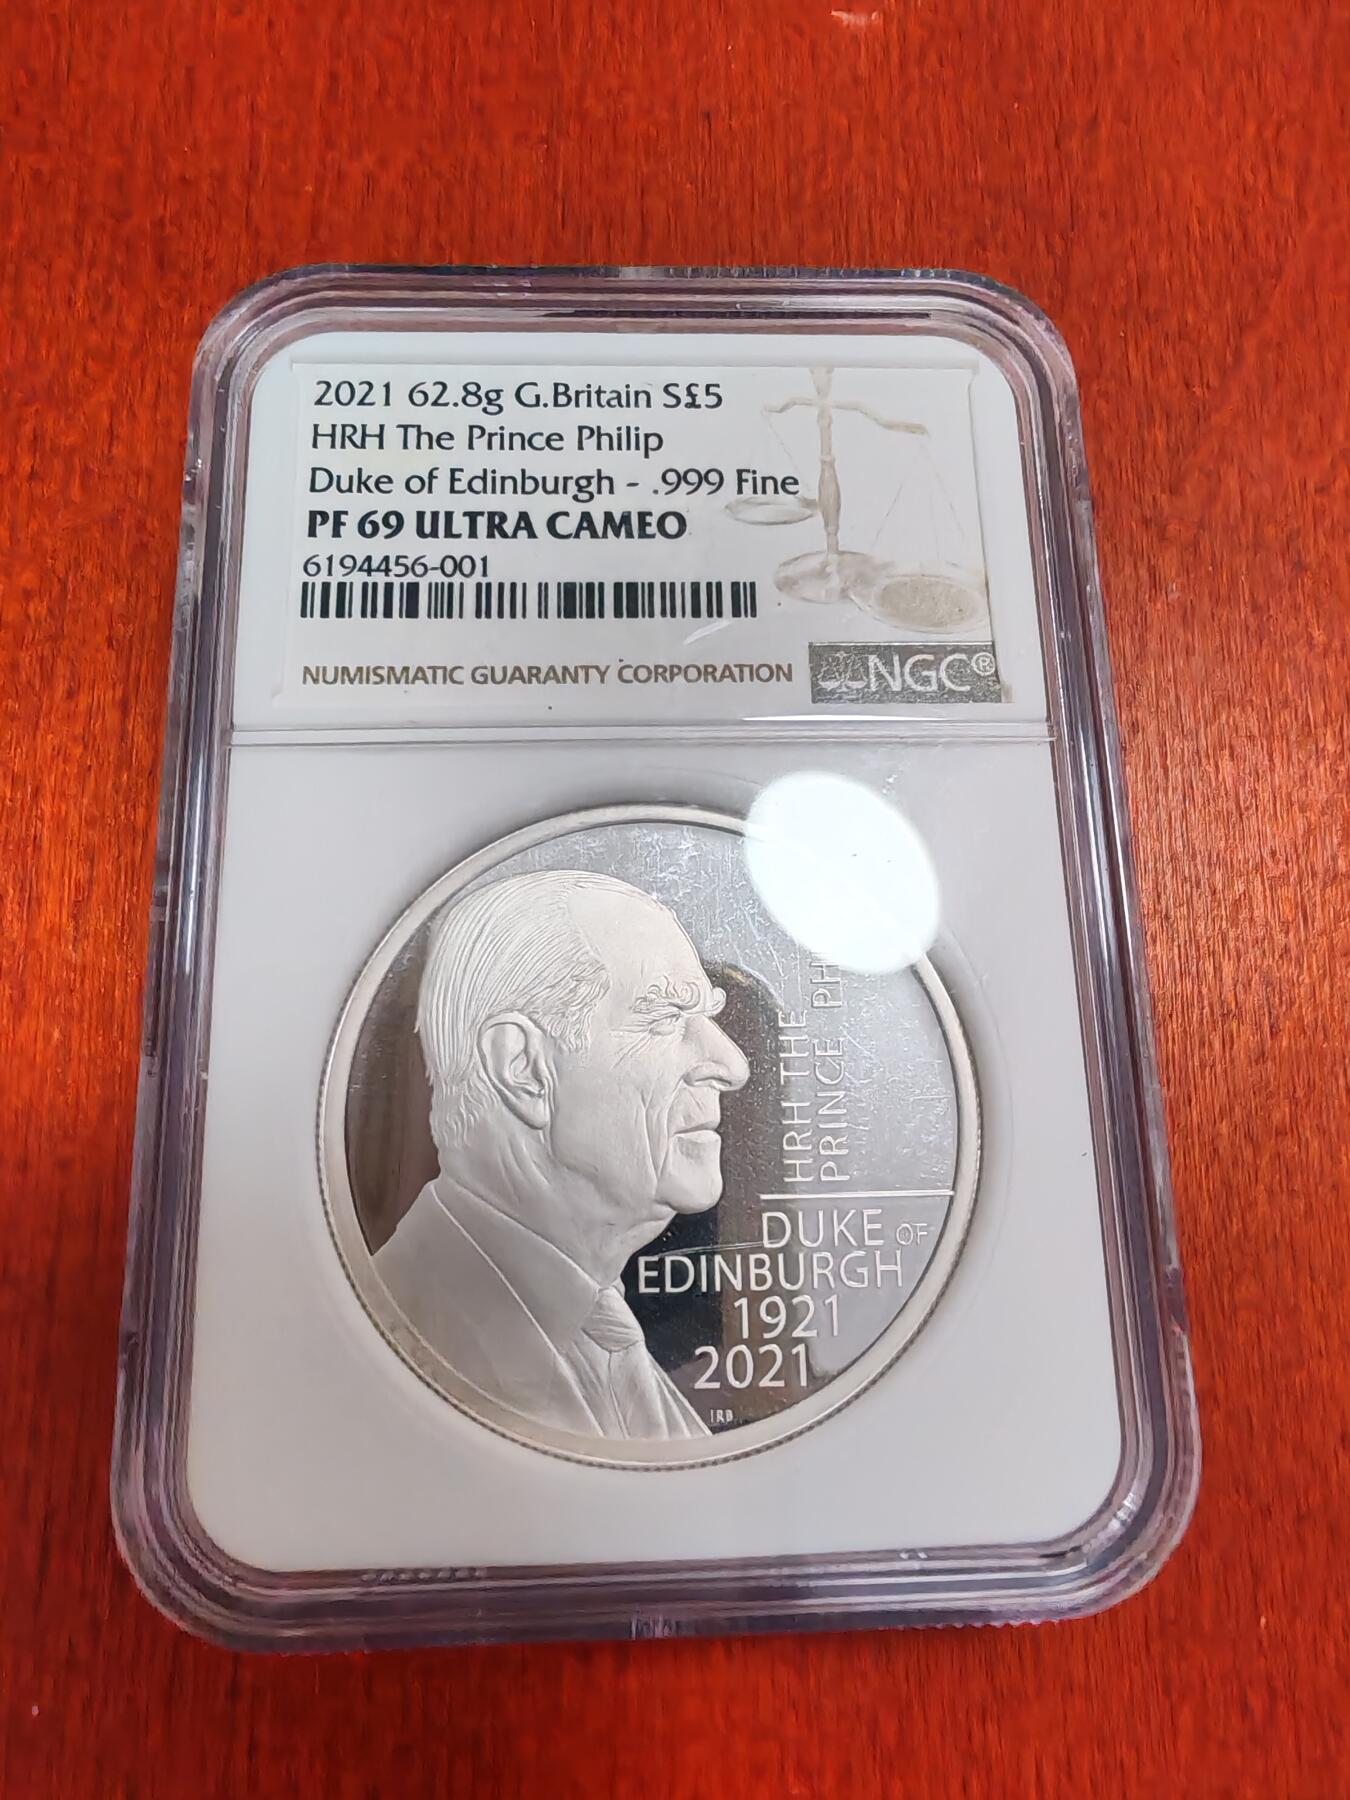 2021 62.8g G.Britain S£5
HRH The Prince Philip
Duke of Edinburgh - .999 Fine
PF 69 ULTRA CAMEO
6194456-001
NUMISMATIC GUARANTY CORPORATION
NGC®
HRH THE
PRINCE
DUKE OF
EDINBURGH
1921
2021
IRB